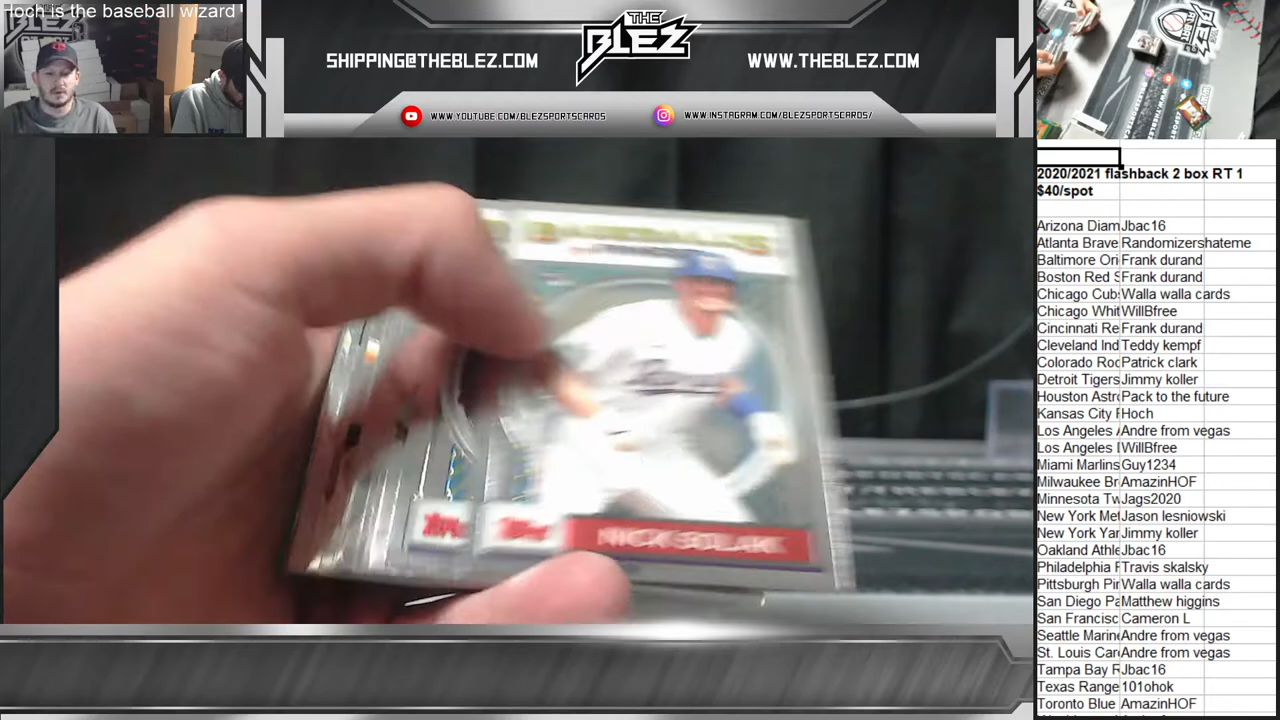 Hoch is the baseball wizard
THE
BLEZ
SHIPPING@THEBLEZ.COM
WWW.THEBLEZ.COM
WWW.YOUTUBE.COM/BLEZSPORTSCARDS
WWW.INSTAGRAM.COM/BLEZSPORTSCARDS/
NICK SOLAK
2020/2021 flashback 2 box RT 1
$40/spot
Arizona Diam Jbac16
Atlanta Brave Randomizershateme
Baltimore Ori Frank durand
Boston Red S Frank durand
Chicago Cubs Walla walla cards
Chicago Whit WillBfree
Cincinnati Re Frank durand
Cleveland Ind Teddy kempf
Colorado Roc Patrick clark
Detroit Tigers Jimmy koller
Houston Astro Pack to the future
Kansas City Hoch
Los Angeles Andre from vegas
Los Angeles WillBfree
Miami Marlins Guy1234
Milwaukee Br AmazinHOF
Minnesota Tw Jags2020
New York Met Jason lesniowski
New York Yan Jimmy koller
Oakland Athle Jbac16
Philadelphia P Travis skalsky
Pittsburgh Pir Walla walla cards
San Diego Pa Matthew higgins
San Francisc Cameron L
Seattle Marine Andre from vegas
St. Louis Car Andre from vegas
Tampa Bay R Jbac16
Texas Range 101ohok
Toronto Blue AmazinHOF